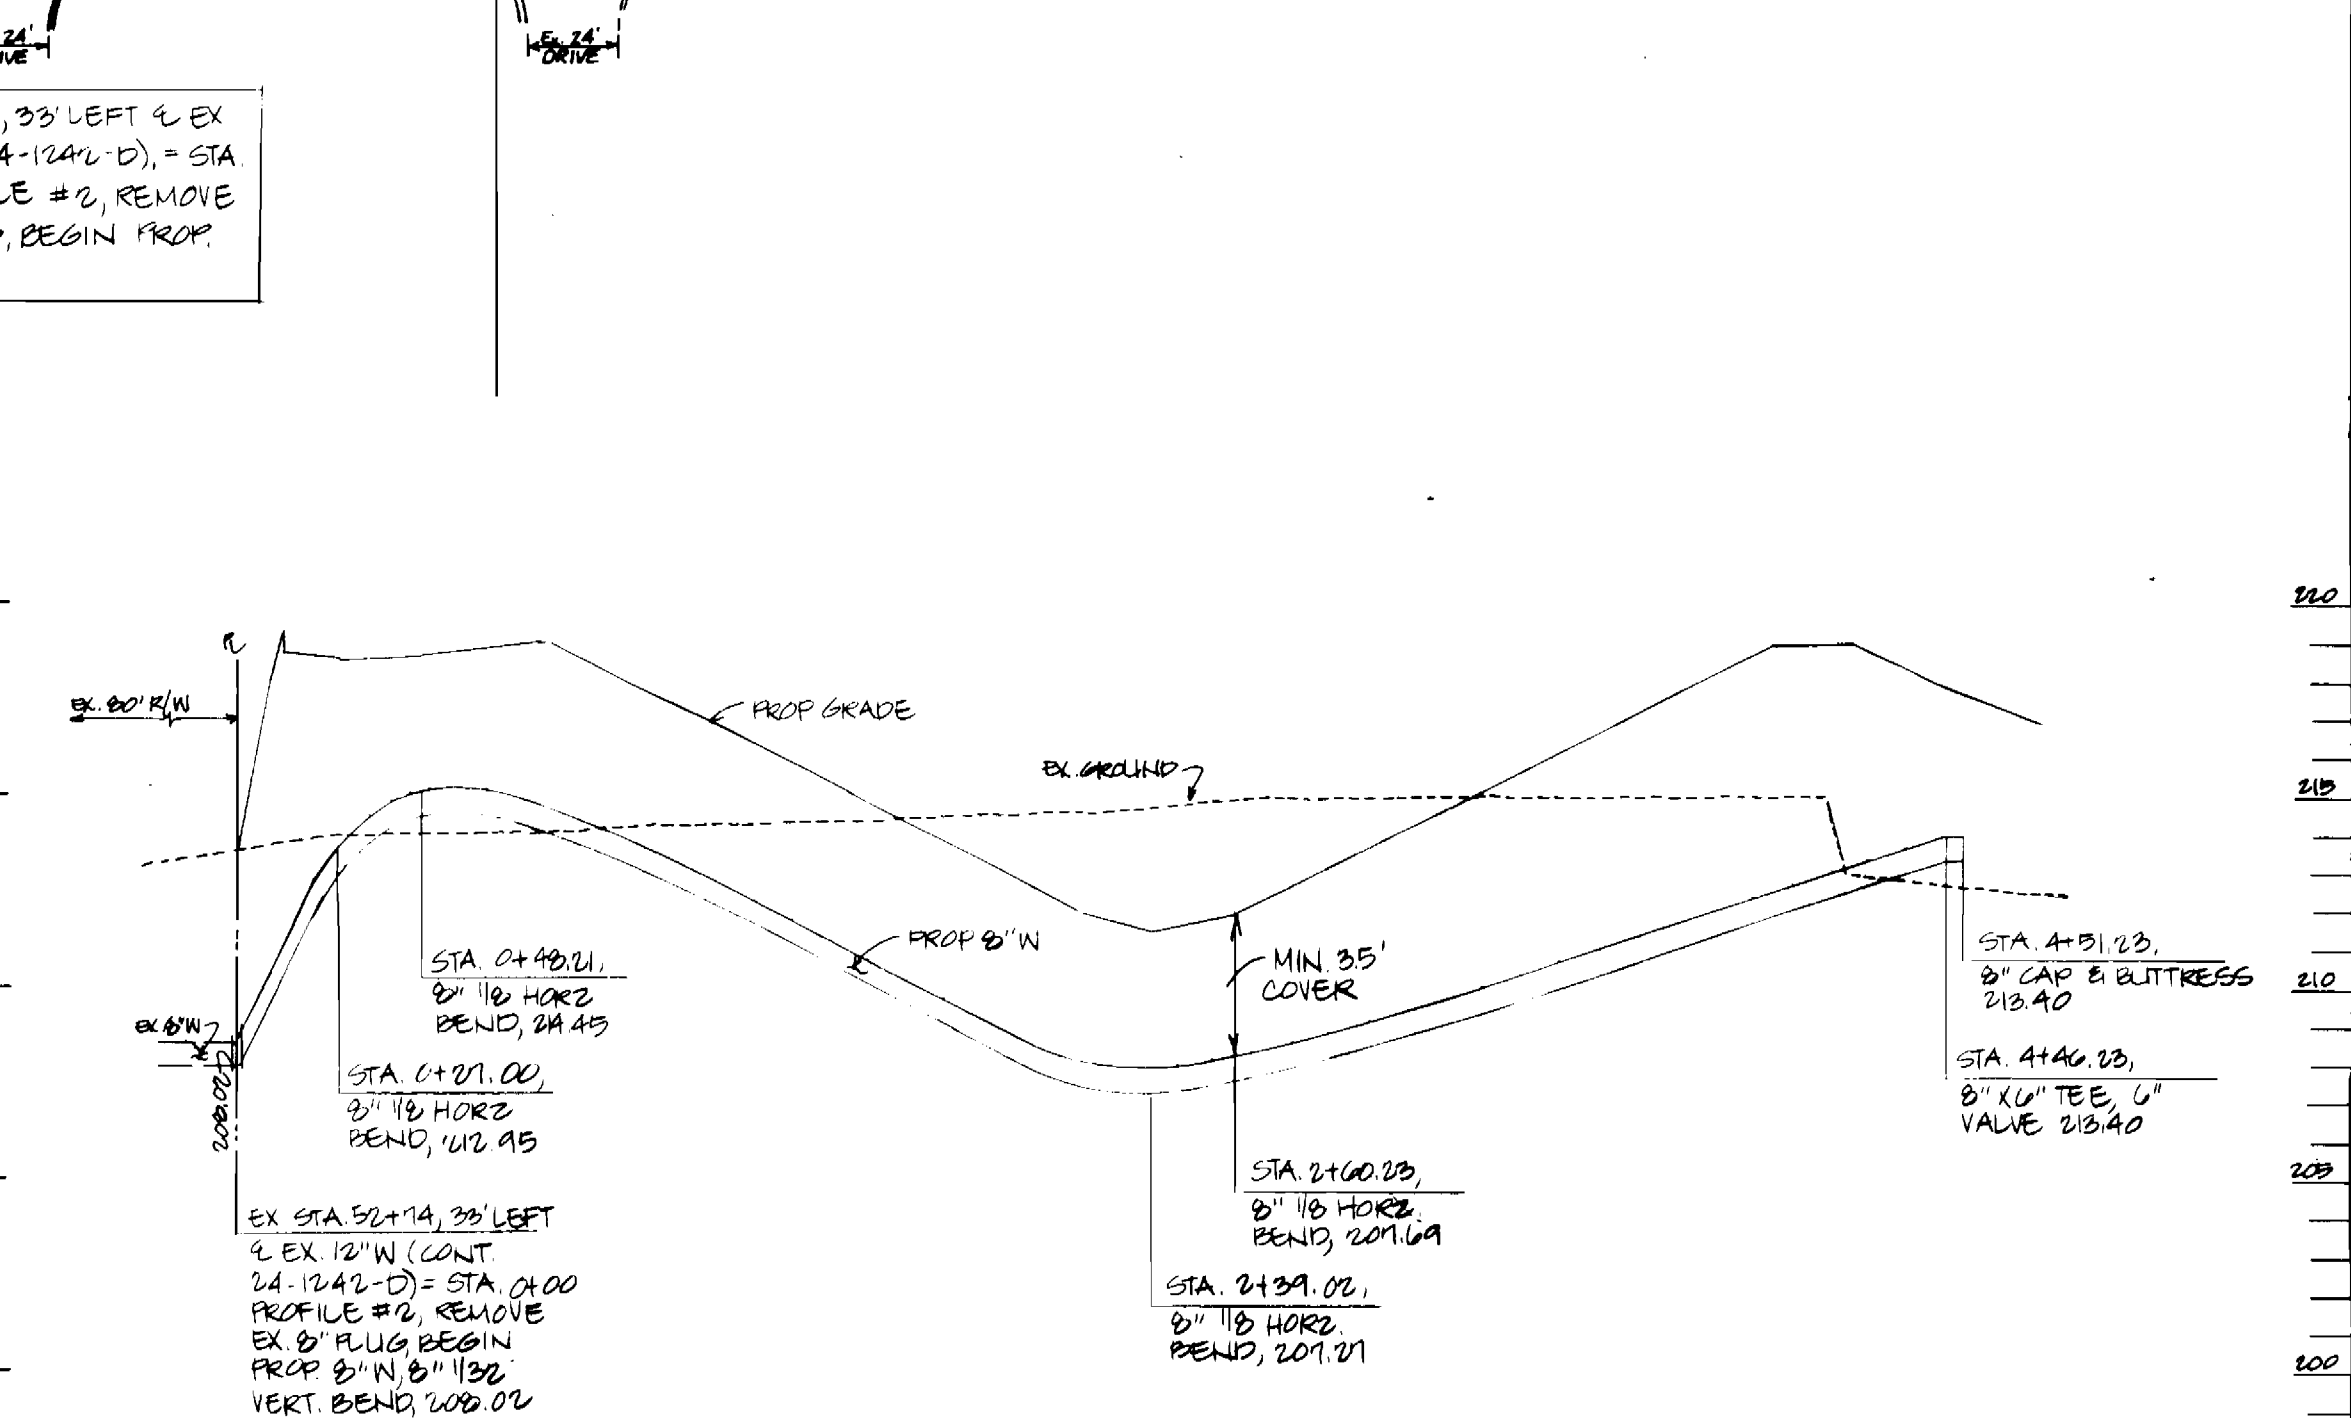 24'
IVE
Ex. 24'
DRIVE
, 33' LEFT ℄ EX
4-1242-D), = STA.
LE #2, REMOVE
, BEGIN PROP.
220
215
210
205
200
EX. 80' R/W
PROP GRADE
EX. GROUND
PROP 8" W
MIN. 3.5'
COVER
EX 8" W
208.02
STA. 0+48.21,
8" 1/8 HORZ
BEND, 214.45
STA. 0+27.00,
8" 1/8 HORZ
BEND, 212.95
EX STA. 52+74, 33' LEFT
℄ EX. 12" W (CONT.
24-1242-D) = STA. 0+00
PROFILE #2, REMOVE
EX. 8" PLUG, BEGIN
PROP. 8" W, 8" 1/32
VERT. BEND, 208.02
STA. 2+60.23,
8" 1/8 HORZ.
BEND, 207.69
STA. 2+39.02,
8" 1/8 HORZ.
BEND, 207.27
STA. 4+51.23,
8" CAP & BUTTRESS
213.40
STA. 4+46.23,
8" X 6" TEE, 6"
VALVE 213.40